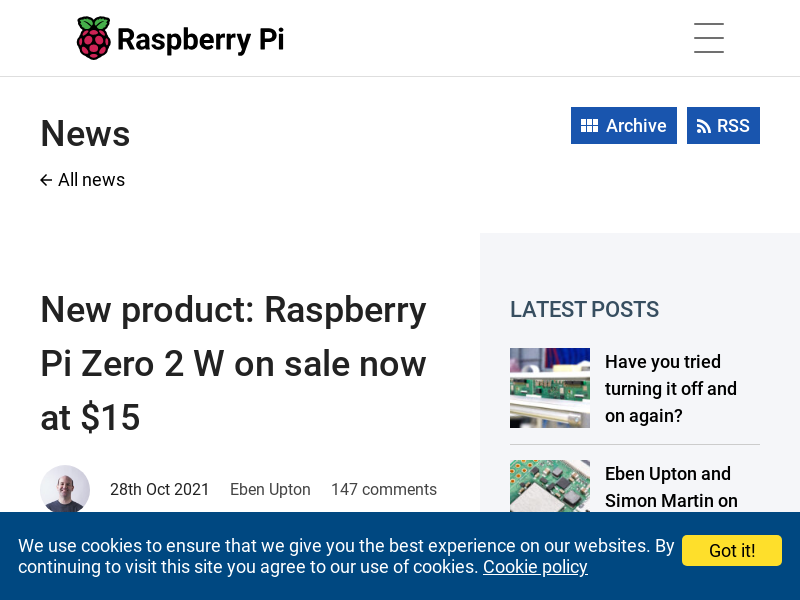 Raspberry Pi
News
Archive
RSS
← All news
New product: Raspberry
Pi Zero 2 W on sale now
at $15
28th Oct 2021 Eben Upton 147 comments
LATEST POSTS
Have you tried
turning it off and
on again?
Eben Upton and
Simon Martin on
We use cookies to ensure that we give you the best experience on our websites. By
continuing to visit this site you agree to our use of cookies. Cookie policy
Got it!